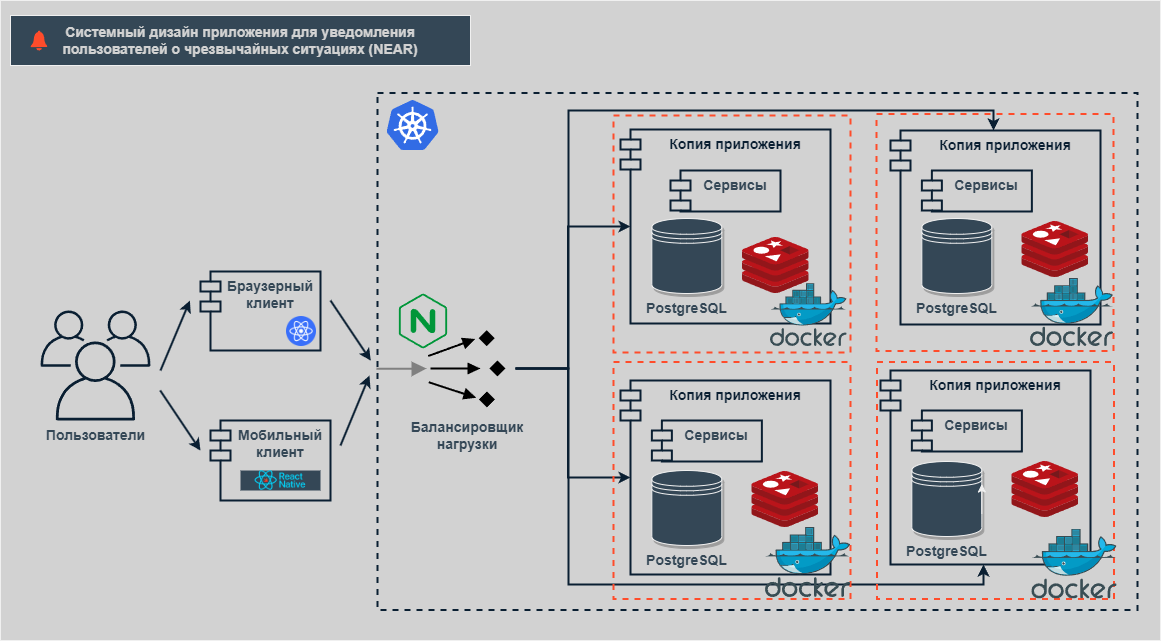 Системный дизайн приложения для уведомления
пользователей о чрезвычайных ситуациях (NEAR)
Пользователи
Браузерный
клиент
Мобильный
клиент
React
Native
N
Балансировщик
нагрузки
Копия приложения
Сервисы
PostgreSQL
docker
Копия приложения
Сервисы
PostgreSQL
docker
Копия приложения
Сервисы
PostgreSQL
docker
Копия приложения
Сервисы
PostgreSQL
docker